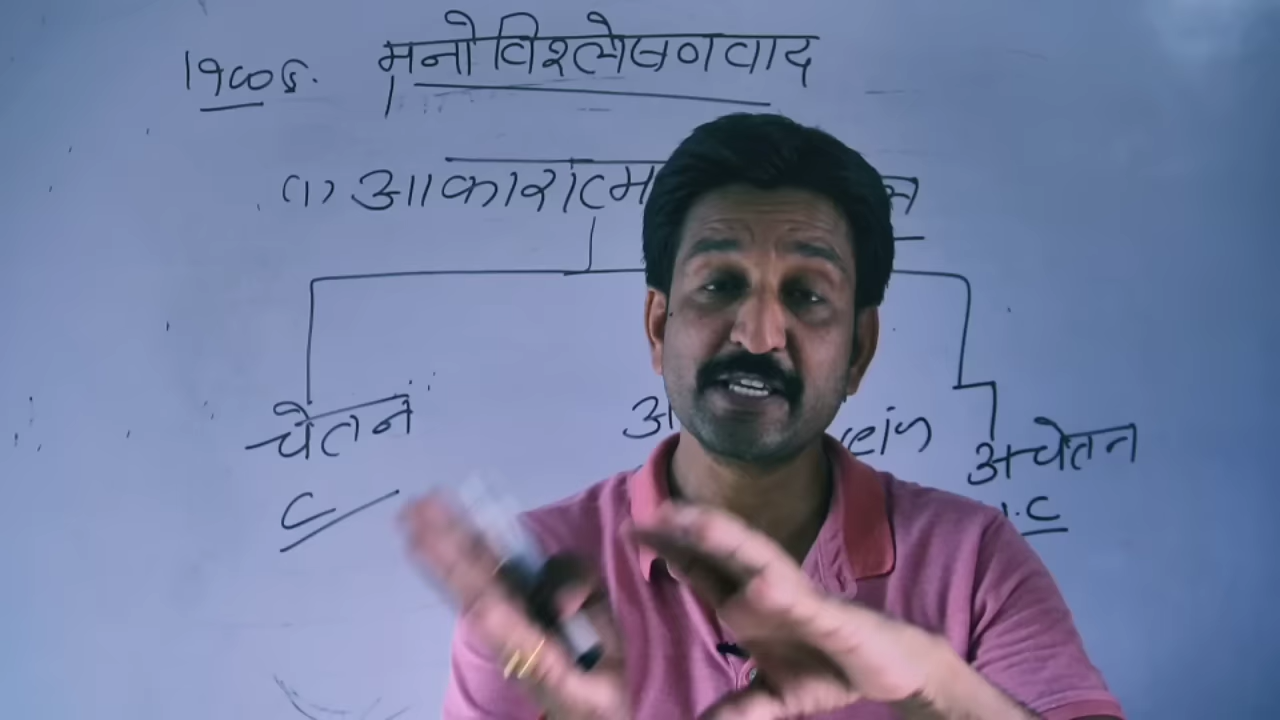 1900ई. मनोविश्लेषणवाद
(1) आकारात्म
चेतन अचेतन
C .C